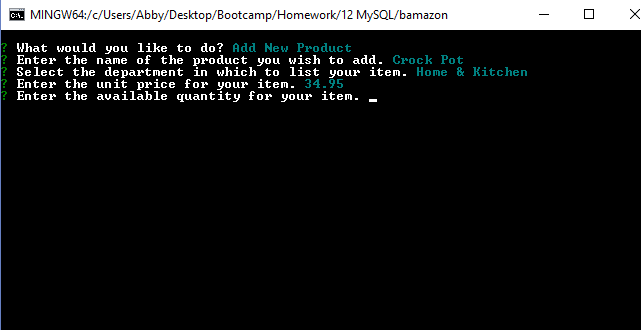 MINGW64:/c/Users/Abby/Desktop/Bootcamp/Homework/12 MySQL/bamazon
? What would you like to do? Add New Product
? Enter the name of the product you wish to add. Crock Pot
? Select the department in which to list your item. Home & Kitchen
? Enter the unit price for your item. 34.95
? Enter the available quantity for your item.